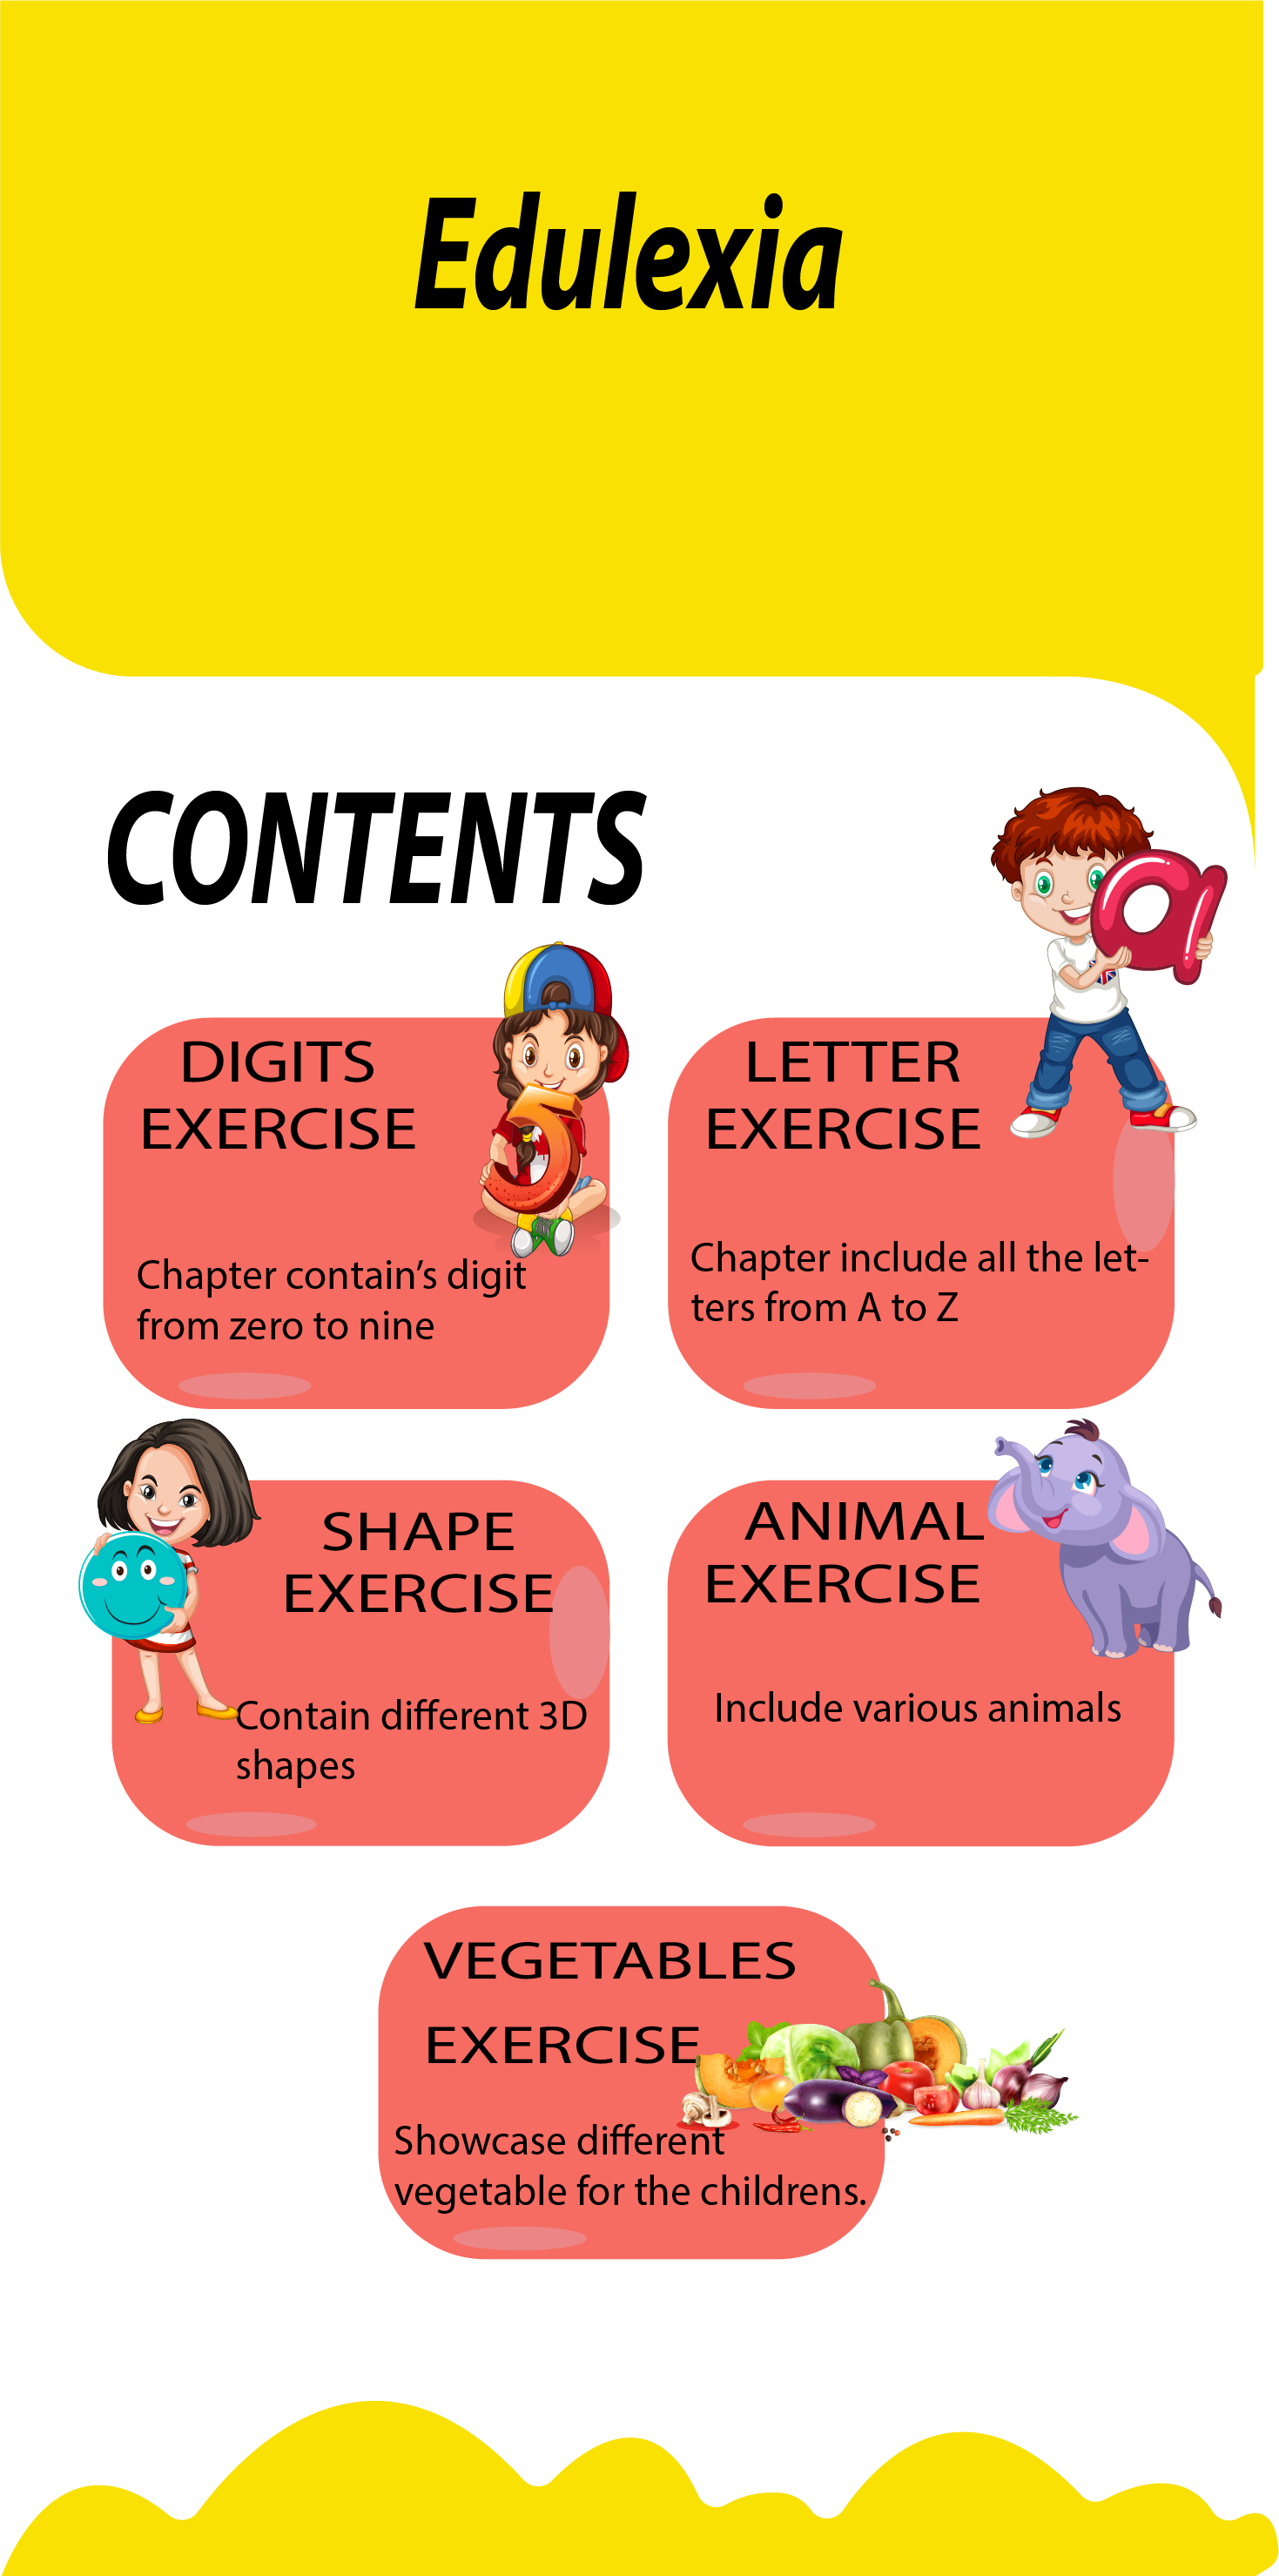 Edulexia
CONTENTS
DIGITS
EXERCISE
Chapter contain’s digit
from zero to nine
LETTER
EXERCISE
Chapter include all the let-
ters from A to Z
SHAPE
EXERCISE
Contain different 3D
shapes
ANIMAL
EXERCISE
Include various animals
VEGETABLES
EXERCISE
Showcase different
vegetable for the childrens.